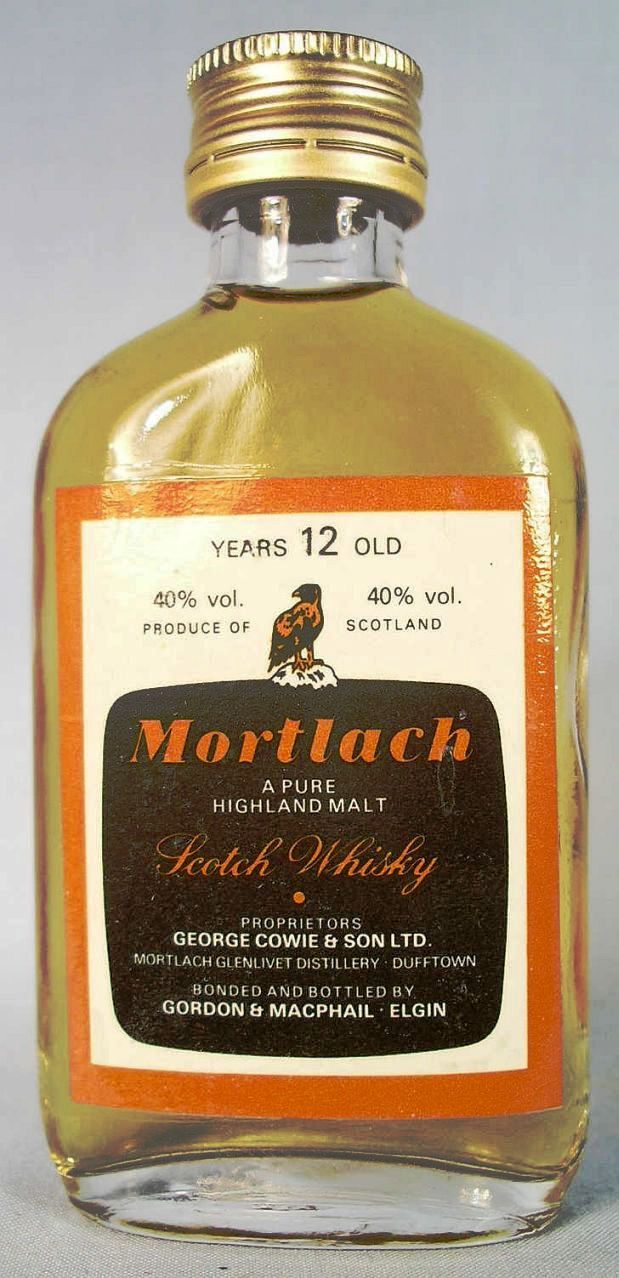 YEARS 12 OLD
40% vol. 40% vol.
PRODUCE OF SCOTLAND
Mortlach
A PURE
HIGHLAND MALT
Scotch Whisky
PROPRIETORS
GEORGE COWIE & SON LTD.
MORTLACH GLENLIVET DISTILLERY · DUFFTOWN
BONDED AND BOTTLED BY
GORDON & MACPHAIL · ELGIN